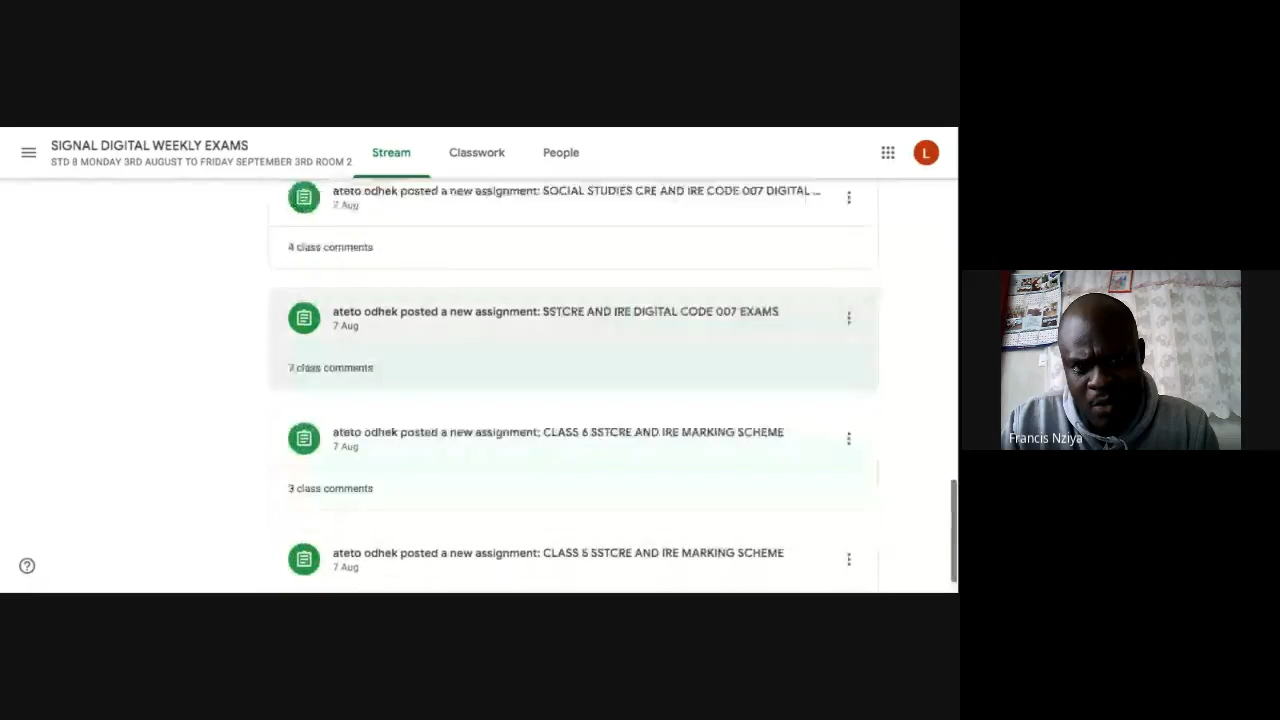 SIGNAL DIGITAL WEEKLY EXAMS
STD 8 MONDAY 3RD AUGUST TO FRIDAY SEPTEMBER 3RD ROOM 2
Stream
Classwork
People
L
ateto odhek posted a new assignment: SOCIAL STUDIES CRE AND IRE CODE 007 DIGITAL ...
7 Aug
4 class comments
ateto odhek posted a new assignment: SSTCRE AND IRE DIGITAL CODE 007 EXAMS
7 Aug
7 class comments
ateto odhek posted a new assignment: CLASS 6 SSTCRE AND IRE MARKING SCHEME
7 Aug
3 class comments
ateto odhek posted a new assignment: CLASS 5 SSTCRE AND IRE MARKING SCHEME
7 Aug
Francis Nziya